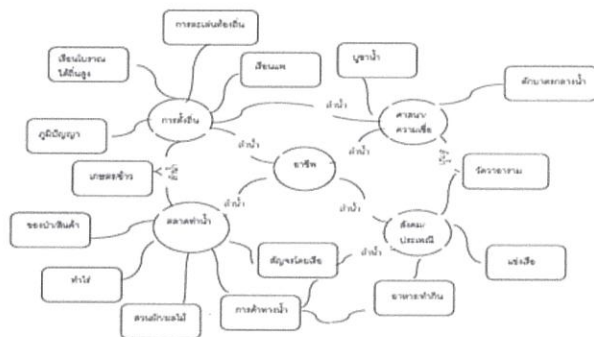 การละเล่นท้องถิ่น
เรือนโบราณ
ใต้ถุนสูง
เรือนแพ
บูชาน้ำ
ตักบาตรกลางน้ำ
การตั้งถิ่น
ลำน้ำ
ศาสนา/
ความเชื่อ
ภูมิปัญญา
ลำน้ำ
ลำน้ำ
อาชีพ
เกษตรข้าว
วัดวาอาราม
ลำน้ำ
ลำน้ำ
ของป่า/สินค้า
ตลาดท่าน้ำ
สังคม/
ประเพณี
สัญจรโดยเรือ
ลำน้ำ
แข่งเรือ
ทำไร่
อาหาร/ทำกิน
สวนผัก/ผลไม้
การค้าทางน้ำ